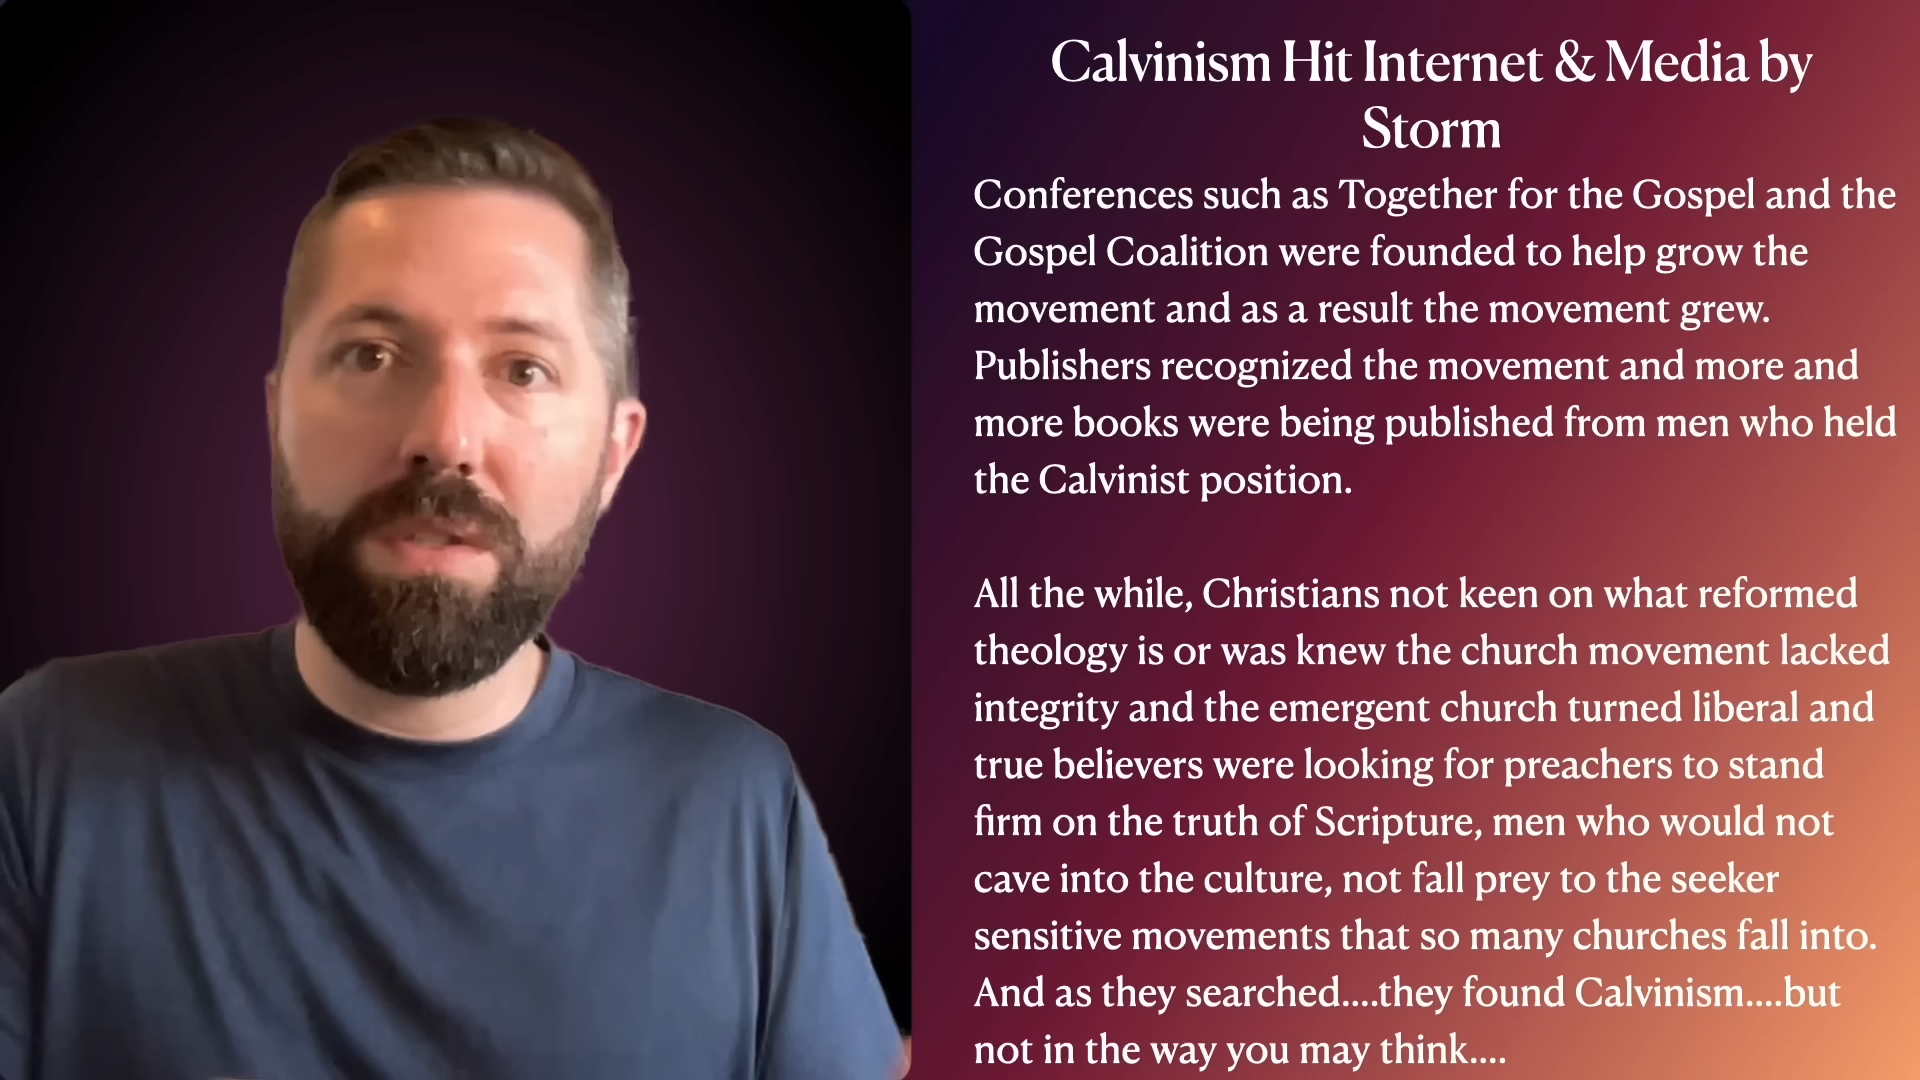 Calvinism Hit Internet & Media by
Storm
Conferences such as Together for the Gospel and the
Gospel Coalition were founded to help grow the
movement and as a result the movement grew.
Publishers recognized the movement and more and
more books were being published from men who held
the Calvinist position.
All the while, Christians not keen on what reformed
theology is or was knew the church movement lacked
integrity and the emergent church turned liberal and
true believers were looking for preachers to stand
firm on the truth of Scripture, men who would not
cave into the culture, not fall prey to the seeker
sensitive movements that so many churches fall into.
And as they searched....they found Calvinism....but
not in the way you may think....